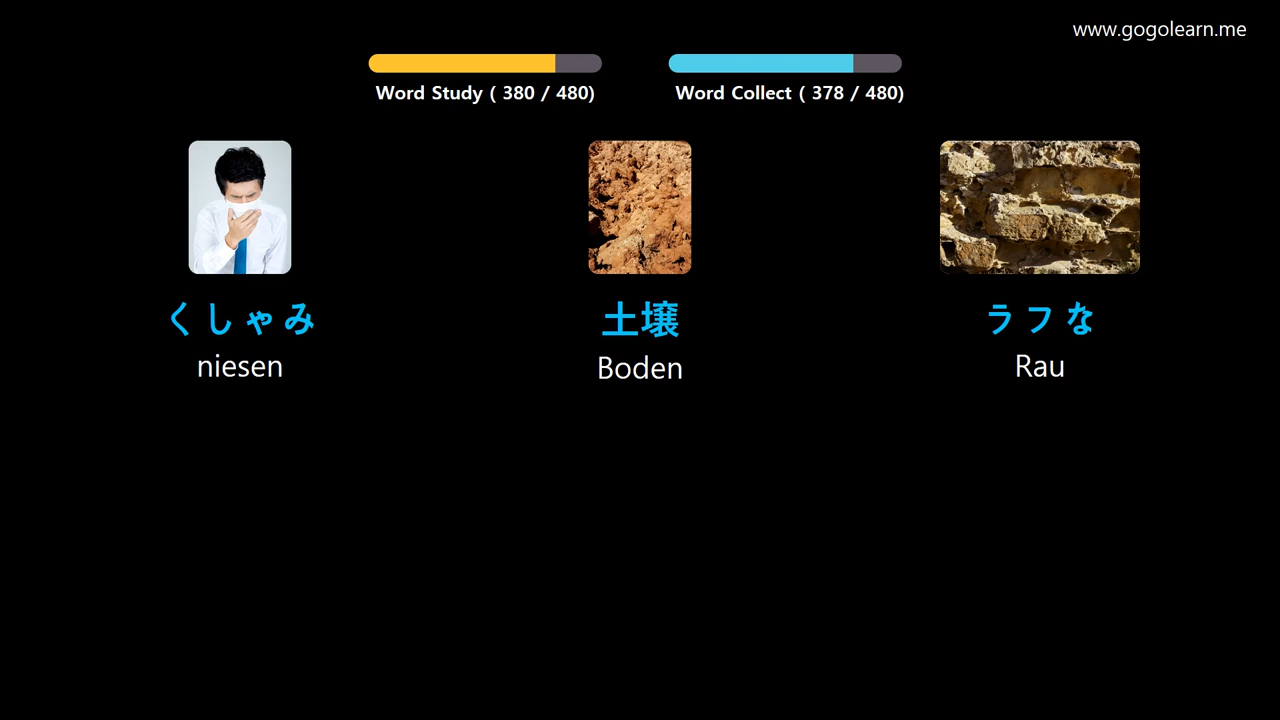 www.gogolearn.me
Word Study ( 380 / 480)
Word Collect ( 378 / 480)
くしゃみ
niesen
土壌
Boden
ラフな
Rau